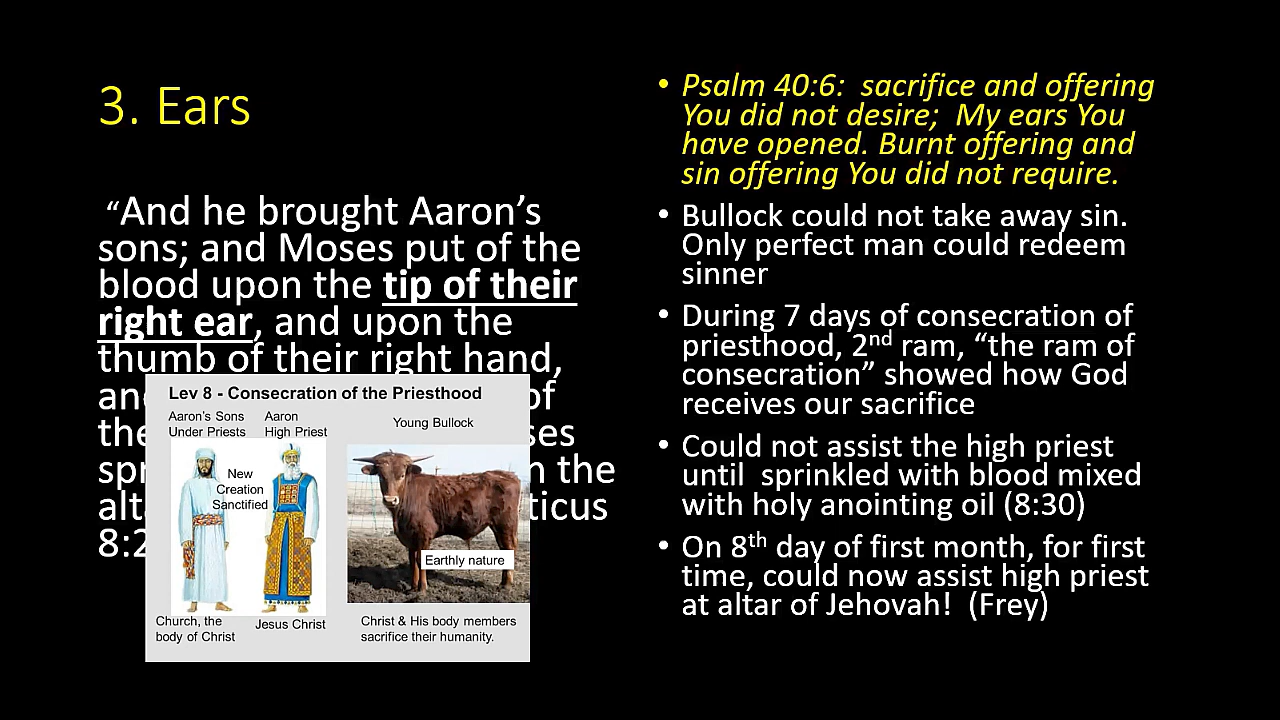 3. Ears
“And he brought Aaron’s
sons; and Moses put of the
blood upon the tip of their
right ear, and upon the
thumb of their right hand,
of
the
n the
8:2
Lev 8 - Consecration of the Priesthood
Aaron’s Sons
Under Priests
Aaron
High Priest
Young Bullock
New
Creation
Sanctified
Earthly nature
Church, the
body of Christ
Jesus Christ
Christ & His body members
sacrifice their humanity.
• Psalm 40:6:  sacrifice and offering
You did not desire;  My ears You
have opened. Burnt offering and
sin offering You did not require.
• Bullock could not take away sin.
Only perfect man could redeem
sinner
• During 7 days of consecration of
priesthood, 2nd ram, “the ram of
consecration” showed how God
receives our sacrifice
• Could not assist the high priest
until  sprinkled with blood mixed
with holy anointing oil (8:30)
• On 8th day of first month, for first
time, could now assist high priest
at altar of Jehovah!  (Frey)